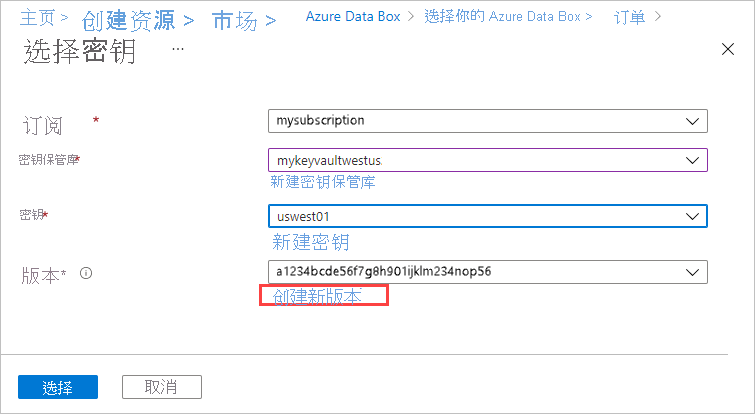 主页 > 创建资源 > 市场 > Azure Data Box > 选择你的 Azure Data Box > 订单 >
选择密钥 ...
订阅 * mysubscription
密钥保管库* mykeyvaultwestus
新建密钥保管库
密钥* uswest01
新建密钥
版本* a1234bcde56f7g8h901ijklm234nop56
创建新版本
选择 取消